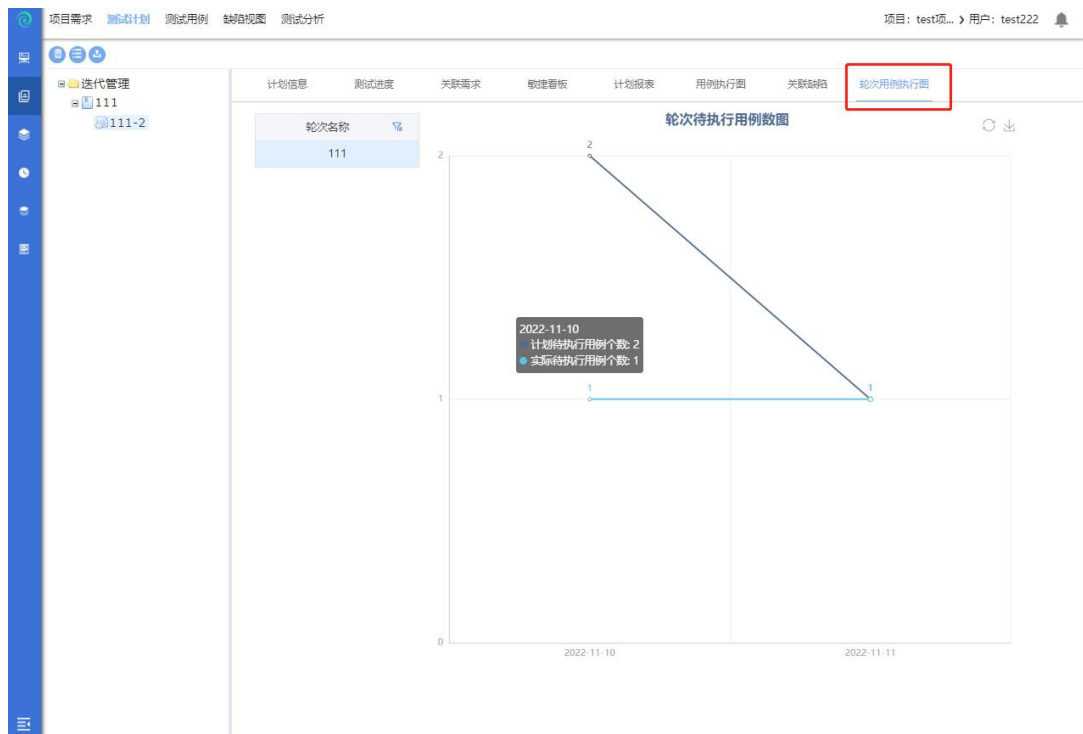 项目需求 测试计划 测试用例 缺陷视图 测试分析 项目：test项... 用户：test222
迭代管理
111
111-2
计划信息 测试进度 关联需求 敏捷看板 计划报表 用例执行图 关联缺陷 轮次用例执行图
轮次名称
111
轮次待执行用例数图
2
2
2022-11-10
计划待执行用例个数: 2
实际待执行用例个数: 1
1
1
1
0
2022-11-10 2022-11-11